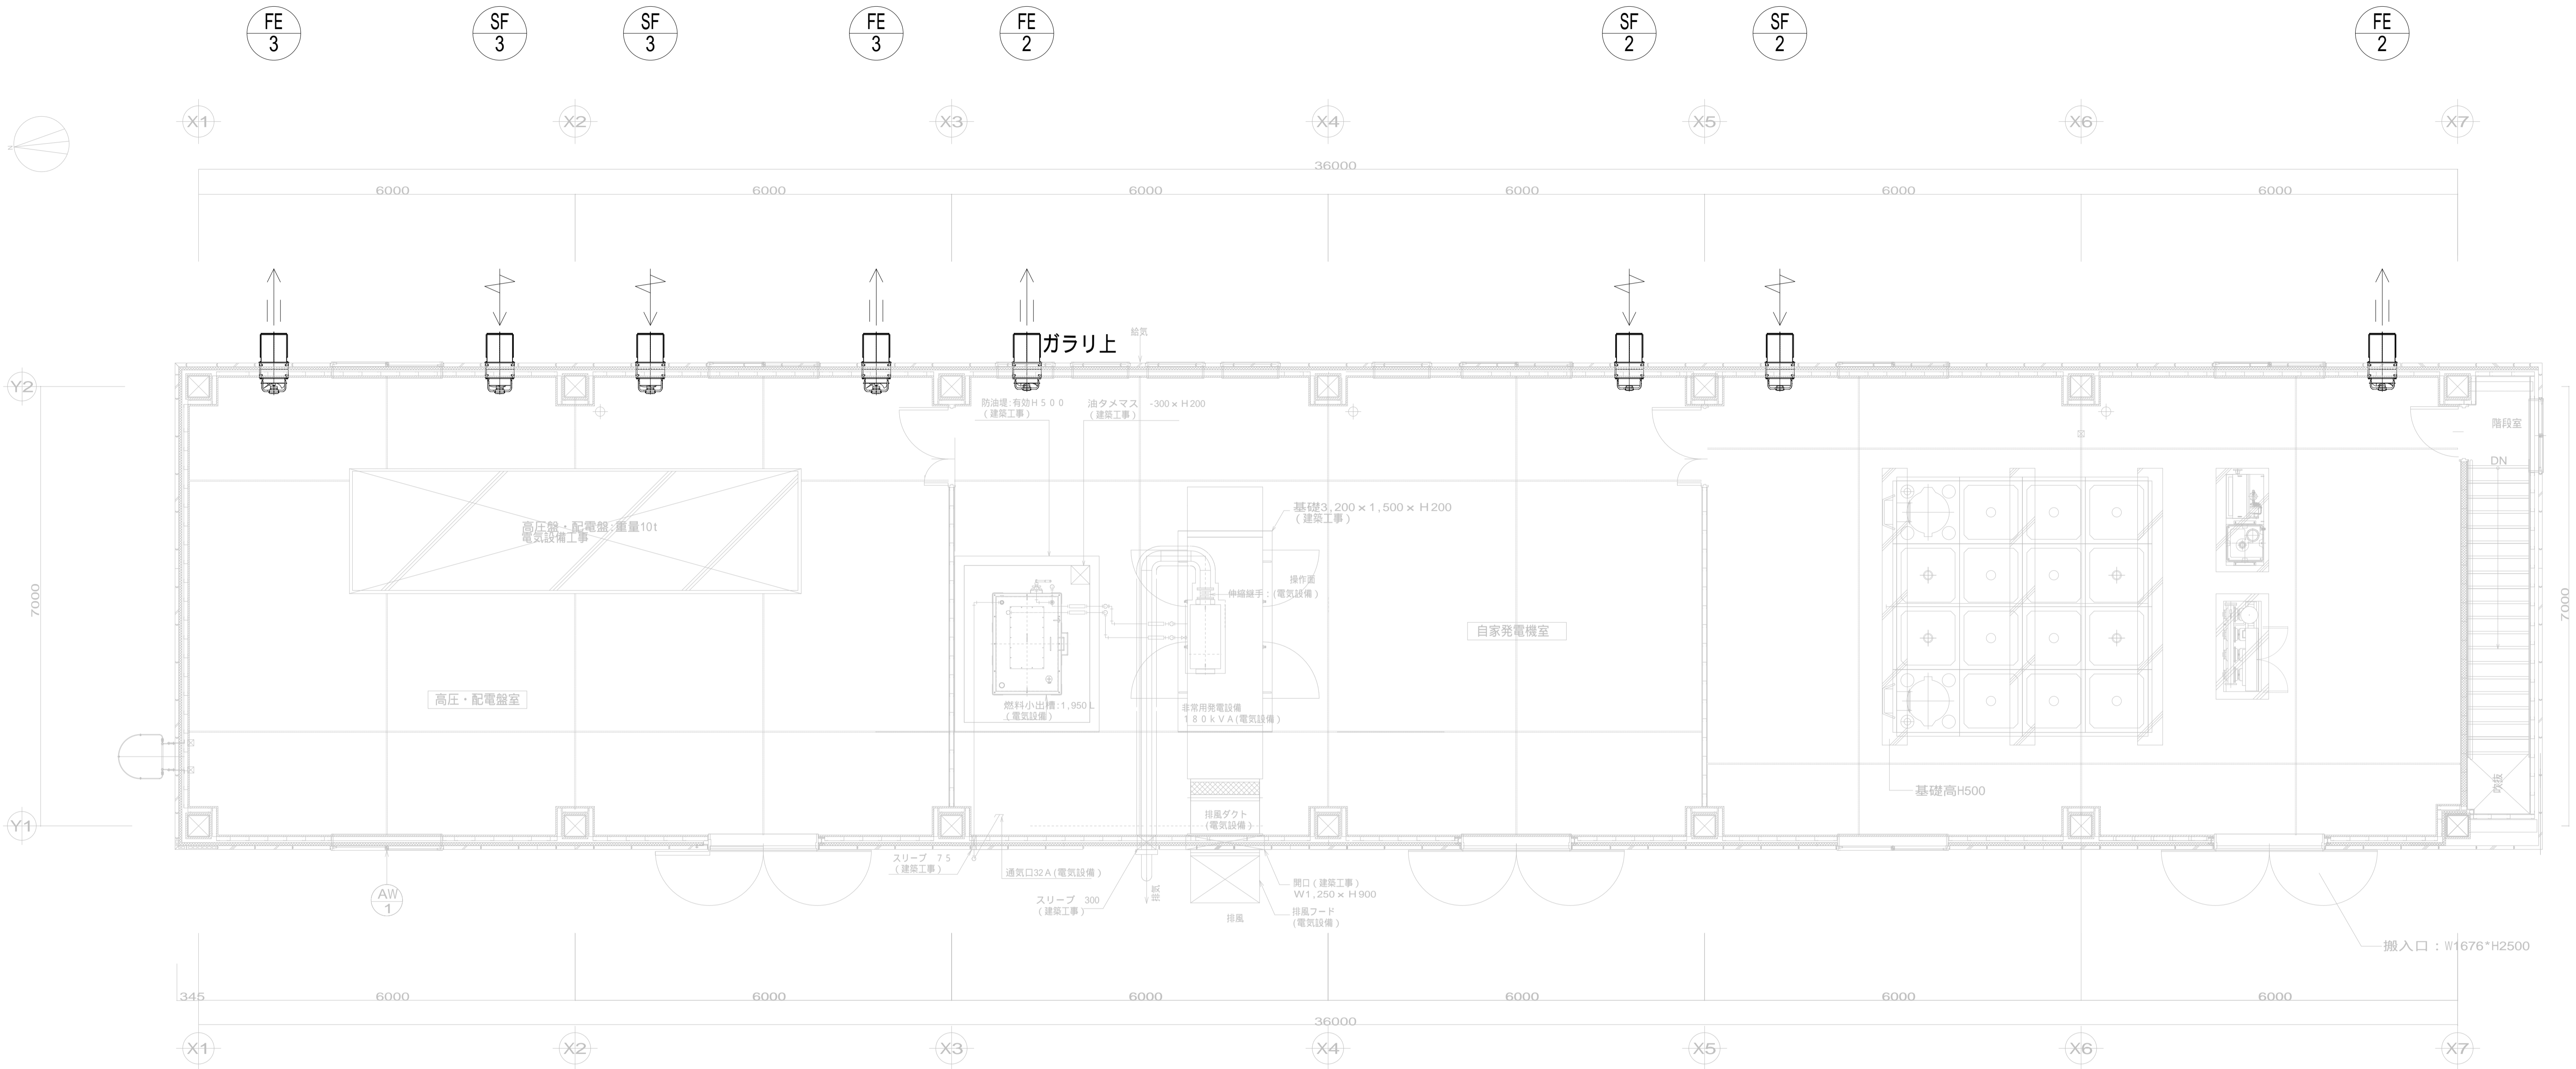 FE SF SF FE FE SF SF FE
3 3 3 3 2 2 2 2
X1 X2 X3 X4 X5 X6 X7
N
36000
6000 6000 6000 6000 6000 6000
ガラリ上
給気
Y2
防油堤:有効H500
(建築工事)
油タメマス -300×H200
(建築工事)
階段室
DN
高圧盤・配電盤:重量10t
電気設備工事
基礎3,200×1,500×H200
(建築工事)
操作面
伸縮継手:(電気設備)
7000
7000
自家発電機室
高圧・配電盤室
燃料小出槽:1,950L
(電気設備)
非常用発電設備
180kVA(電気設備)
吹抜
基礎高H500
Y1
排風ダクト
(電気設備)
スリーブ 75
(建築工事)
通気口32A(電気設備)
AW
1
スリーブ 300
(建築工事)
排気
開口(建築工事)
W1,250×H900
排風
排風フード
(電気設備)
搬入口:W1676*H2500
345 6000 6000 6000 6000 6000 6000
36000
X1 X2 X3 X4 X5 X6 X7